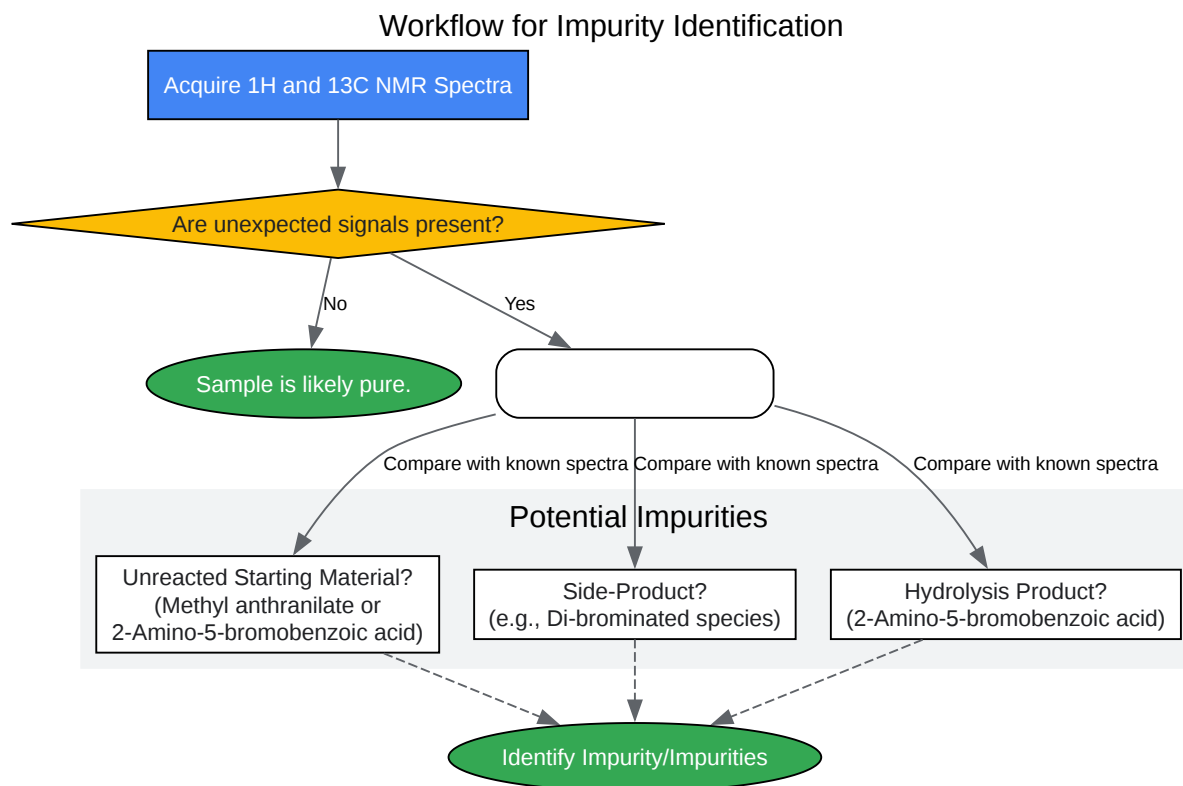 Workflow for Impurity Identification
Acquire 1H and 13C NMR Spectra
Are unexpected signals present?
No
Yes
Sample is likely pure.
Compare with known spectra
Compare with known spectra
Compare with known spectra
Potential Impurities
Unreacted Starting Material?
(Methyl anthranilate or
2-Amino-5-bromobenzoic acid)
Side-Product?
(e.g., Di-brominated species)
Hydrolysis Product?
(2-Amino-5-bromobenzoic acid)
Identify Impurity/Impurities